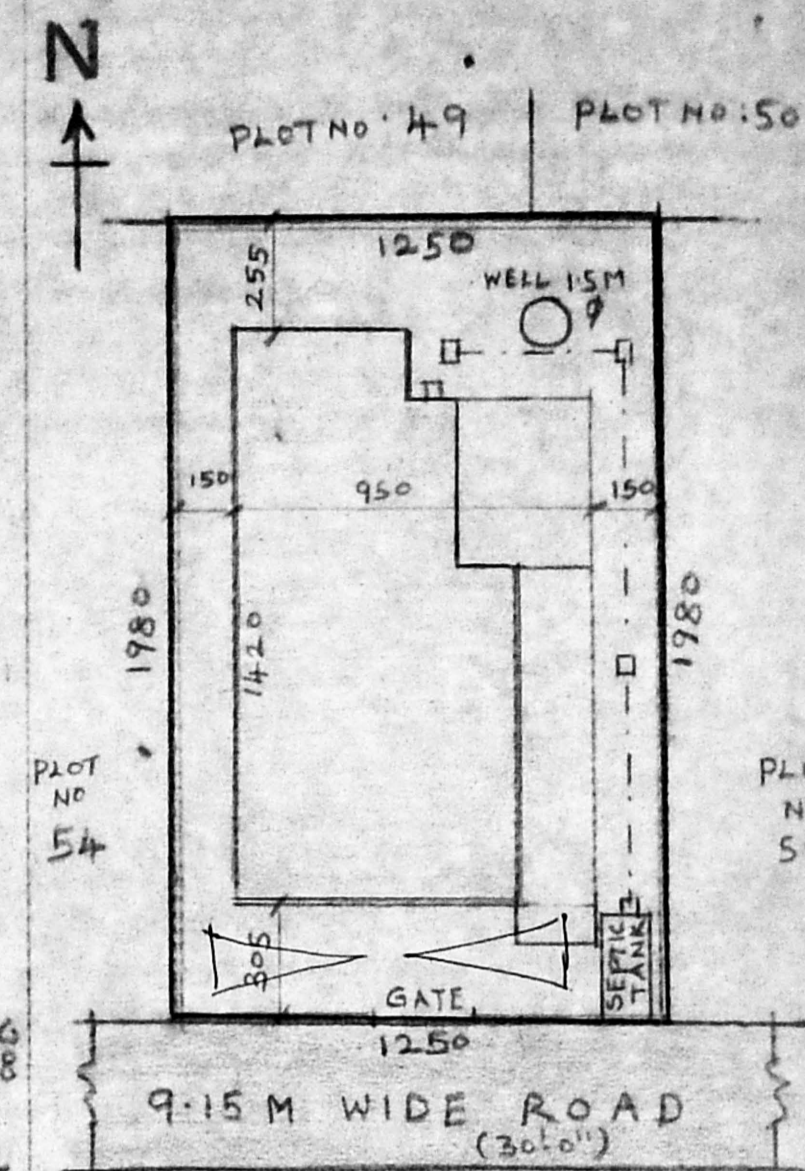 N
PLOT NO. 49
PLOT NO:50
1250
255
WELL 1.5M
φ
150
950
150
1980
1420
1980
PLOT
NO
54
305
GATE
SEPTIC
TANK
1250
9.15 M WIDE ROAD
(30'0")